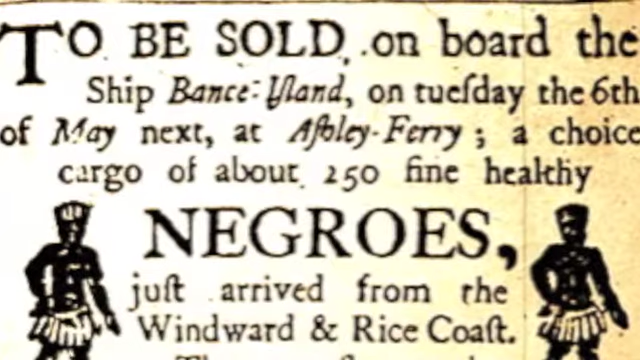 TO BE SOLD, on board the
Ship Bance-Yſland, on tueſday the 6th
of May next, at Aſhley-Ferry; a choice
cargo of about 250 fine healthy
NEGROES,
juſt arrived from the
Windward & Rice Coaſt.